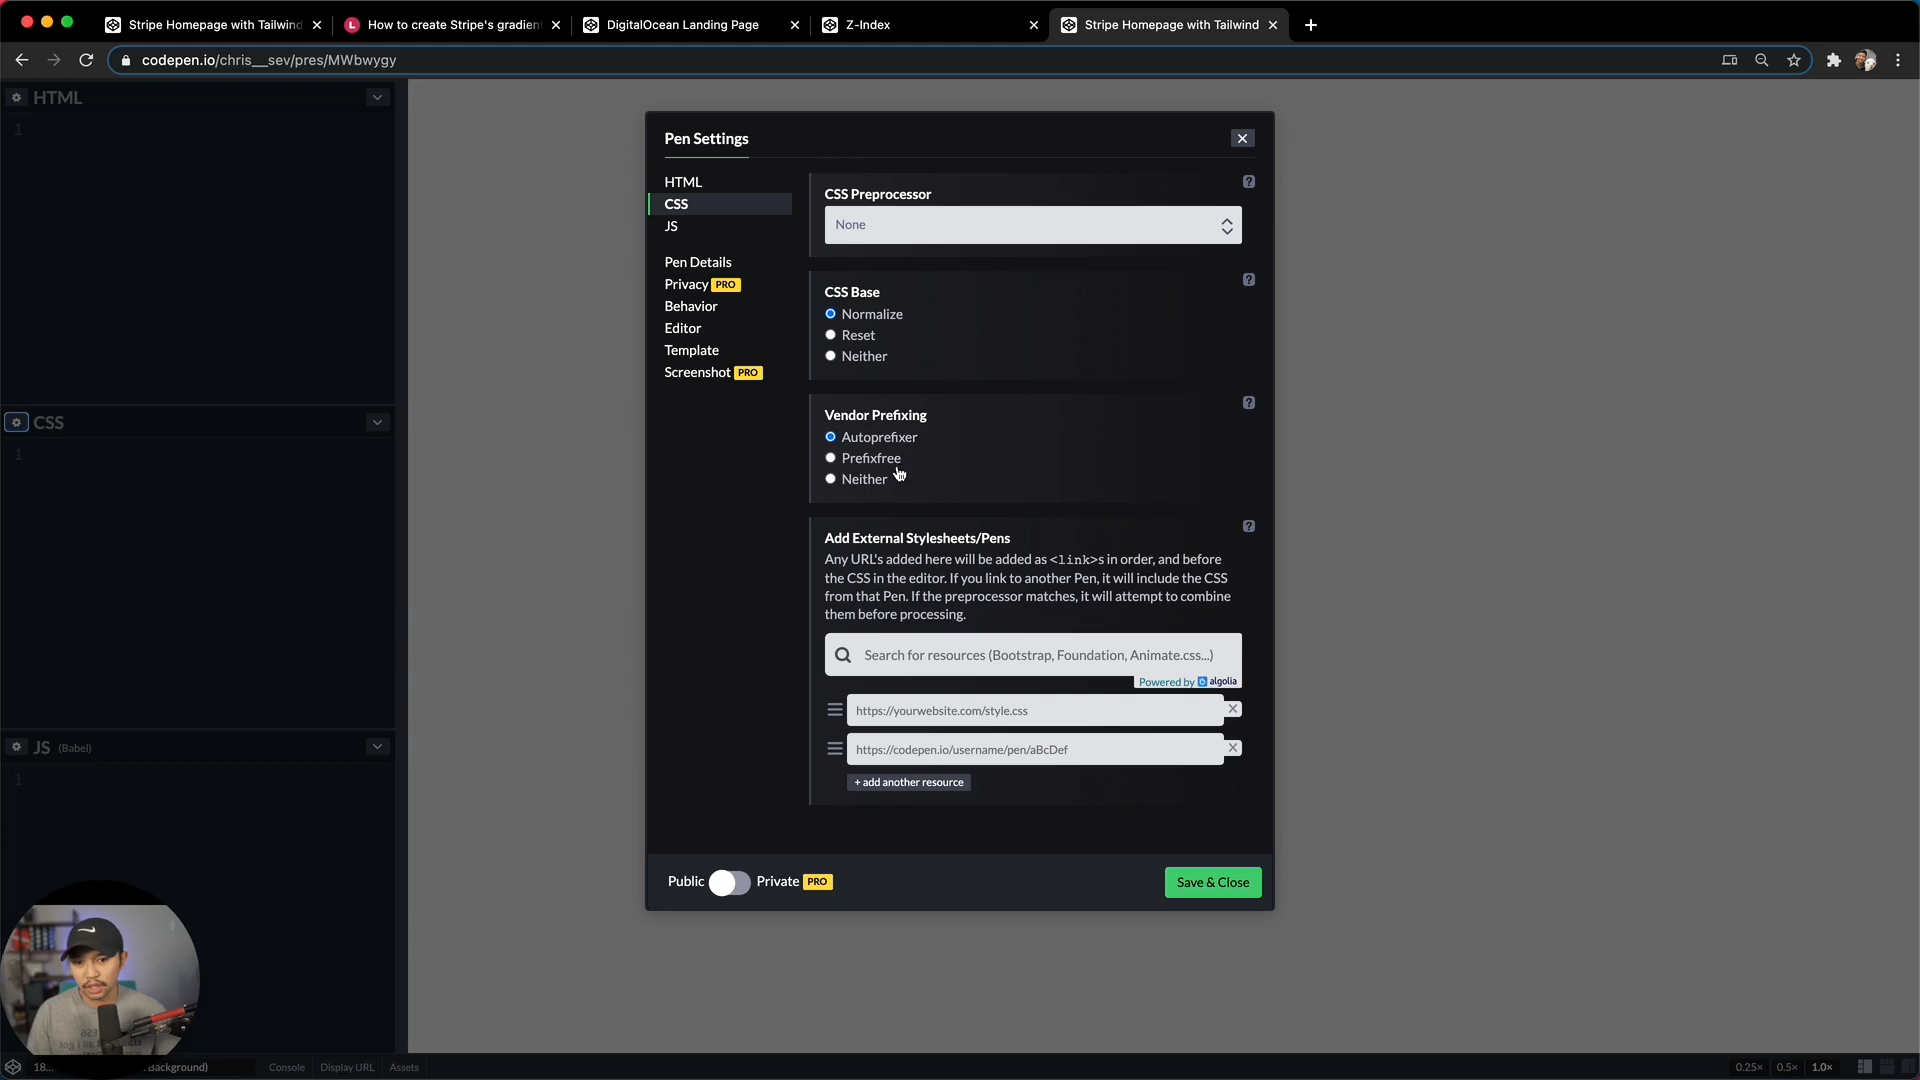 Stripe Homepage with Tailwind
How to create Stripe's gradien
DigitalOcean Landing Page
Z-Index
Stripe Homepage with Tailwind
codepen.io/chris__sev/pres/MWbwygy
HTML
1
CSS
1
JS (Babel)
1
Pen Settings
HTML
CSS
JS
Pen Details
Privacy PRO
Behavior
Editor
Template
Screenshot PRO
CSS Preprocessor
None
CSS Base
Normalize
Reset
Neither
Vendor Prefixing
Autoprefixer
Prefixfree
Neither
Add External Stylesheets/Pens
Any URL's added here will be added as <link>s in order, and before
the CSS in the editor. If you link to another Pen, it will include the CSS
from that Pen. If the preprocessor matches, it will attempt to combine
them before processing.
Search for resources (Bootstrap, Foundation, Animate.css...)
Powered by algolia
https://yourwebsite.com/style.css
https://codepen.io/username/pen/aBcDef
+ add another resource
Public Private PRO
Save & Close
18... Background)
Console
Display URL
Assets
0.25×
0.5×
1.0×